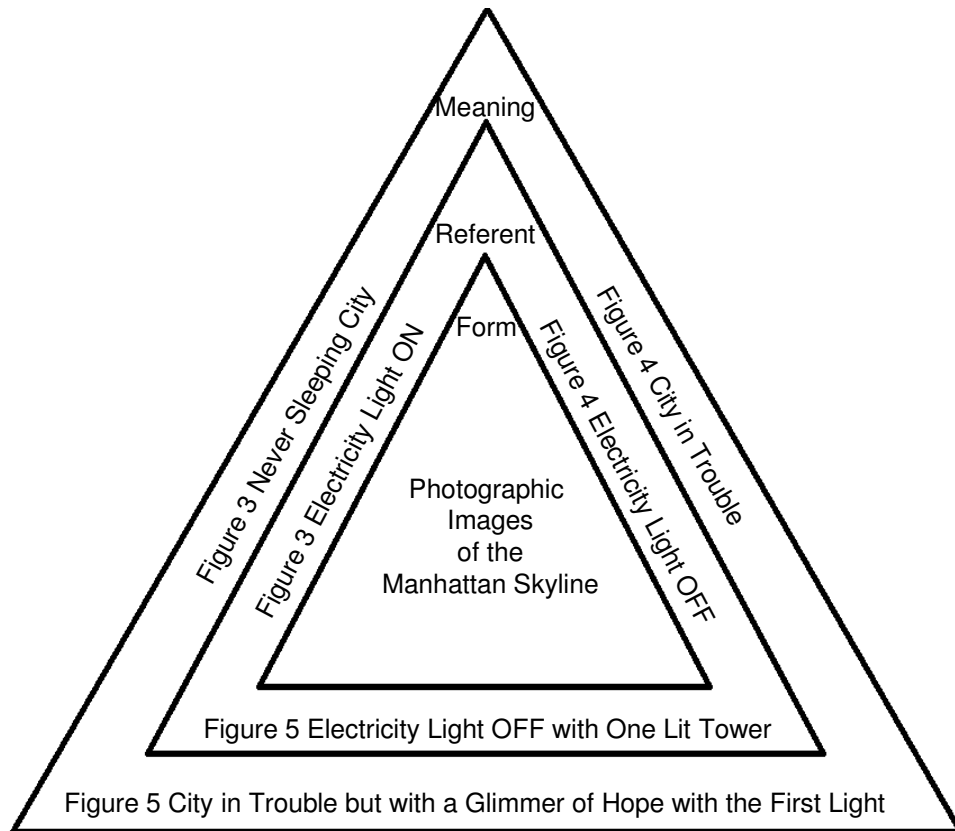 Meaning
Referent
Form
Figure 3 Never Sleeping City
Figure 3 Electricity Light ON
Figure 4 Electricity Light OFF
Figure 4 City in Trouble
Photographic
Images
of the
Manhattan Skyline
Figure 5 Electricity Light OFF with One Lit Tower
Figure 5 City in Trouble but with a Glimmer of Hope with the First Light